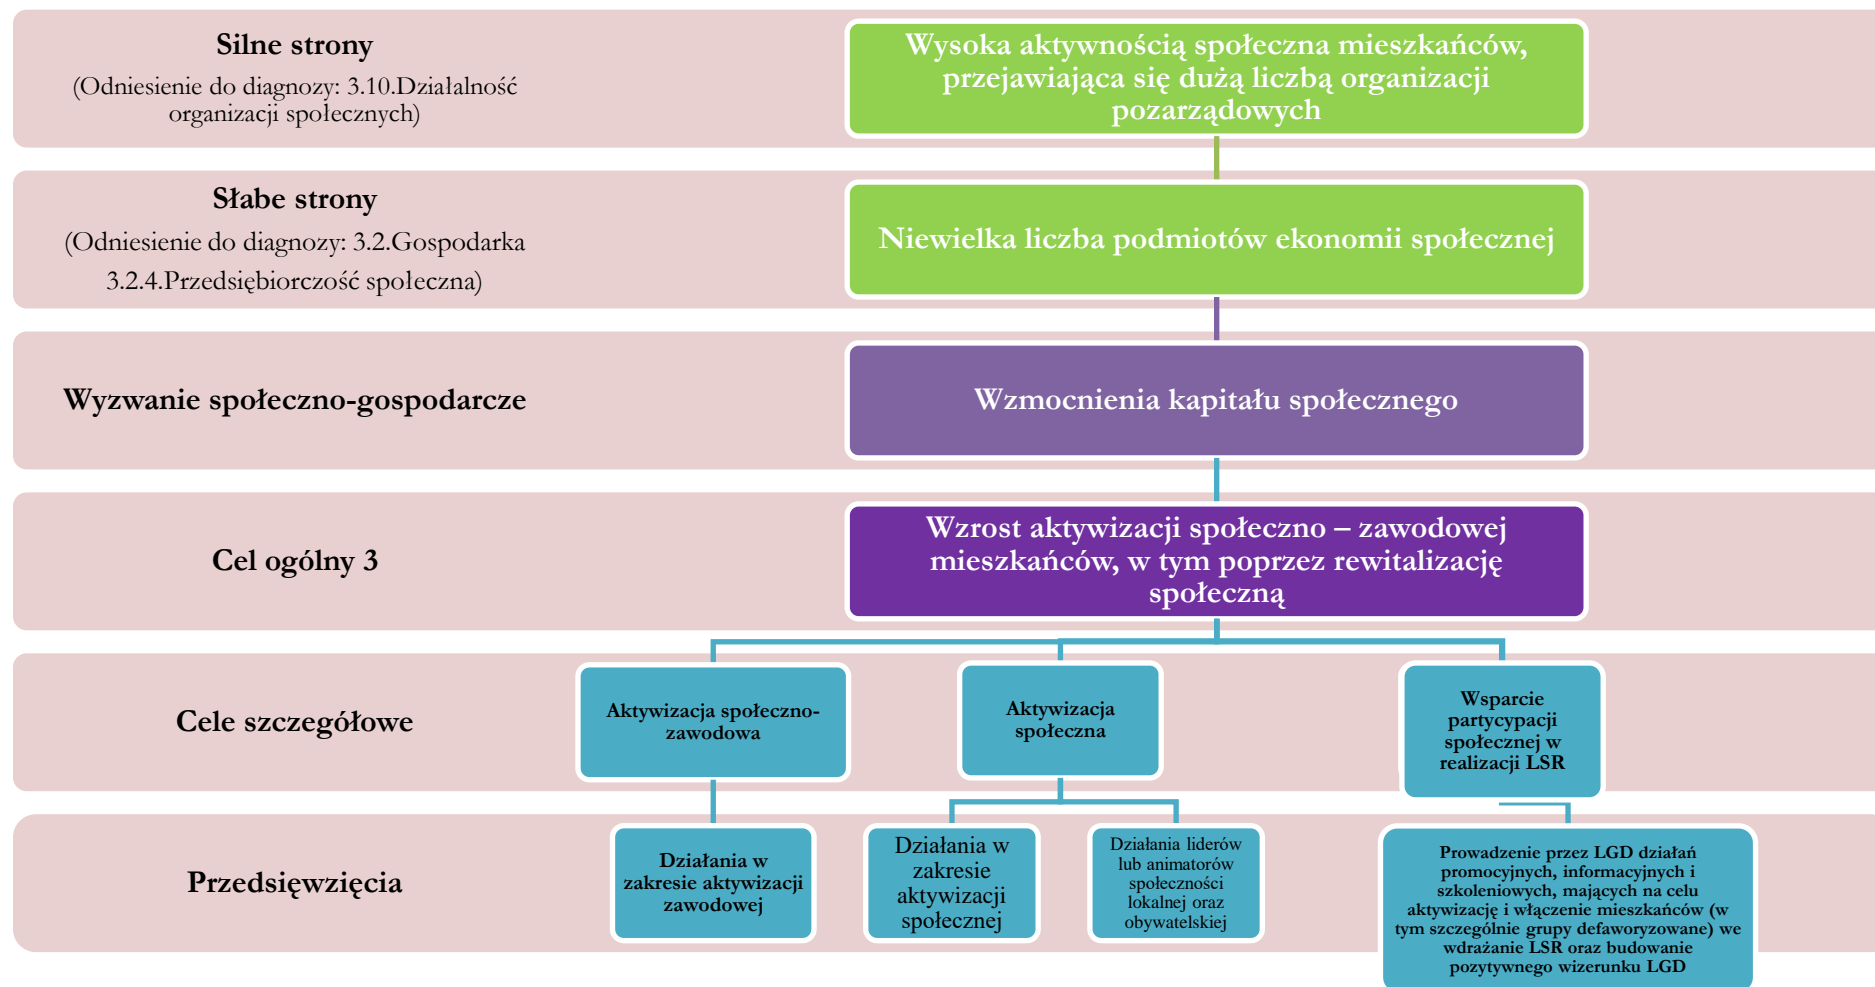 Silne strony
(Odniesienie do diagnozy: 3.10.Działalność
organizacji społecznych)
Wysoka aktywnością społeczna mieszkańców,
przejawiająca się dużą liczbą organizacji
pozarządowych
Słabe strony
(Odniesienie do diagnozy: 3.2.Gospodarka
3.2.4.Przedsiębiorczość społeczna)
Niewielka liczba podmiotów ekonomii społecznej
Wyzwanie społeczno-gospodarcze
Wzmocnienia kapitału społecznego
Cel ogólny 3
Wzrost aktywizacji społeczno – zawodowej
mieszkańców, w tym poprzez rewitalizację
społeczną
Cele szczegółowe
Aktywizacja społeczno-
zawodowa
Aktywizacja
społeczna
Wsparcie
partycypacji
społecznej w
realizacji LSR
Przedsięwzięcia
Działania w
zakresie aktywizacji
zawodowej
Działania w
zakresie
aktywizacji
społecznej
Działania liderów
lub animatorów
społeczności
lokalnej oraz
obywatelskiej
Prowadzenie przez LGD działań
promocyjnych, informacyjnych i
szkoleniowych, mających na celu
aktywizację i włączenie mieszkańców (w
tym szczególnie grupy defaworyzowane) we
wdrażanie LSR oraz budowanie
pozytywnego wizerunku LGD